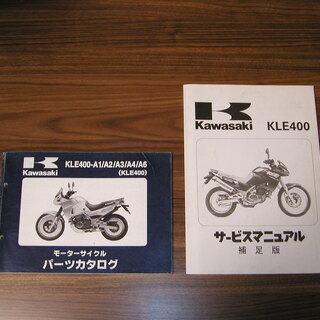 Kawasaki
KLE400-A1/A2/A3/A4/A6
(KLE400)
モーターサイクル
パーツカタログ
Kawasaki KLE400
サービスマニュアル
補足版